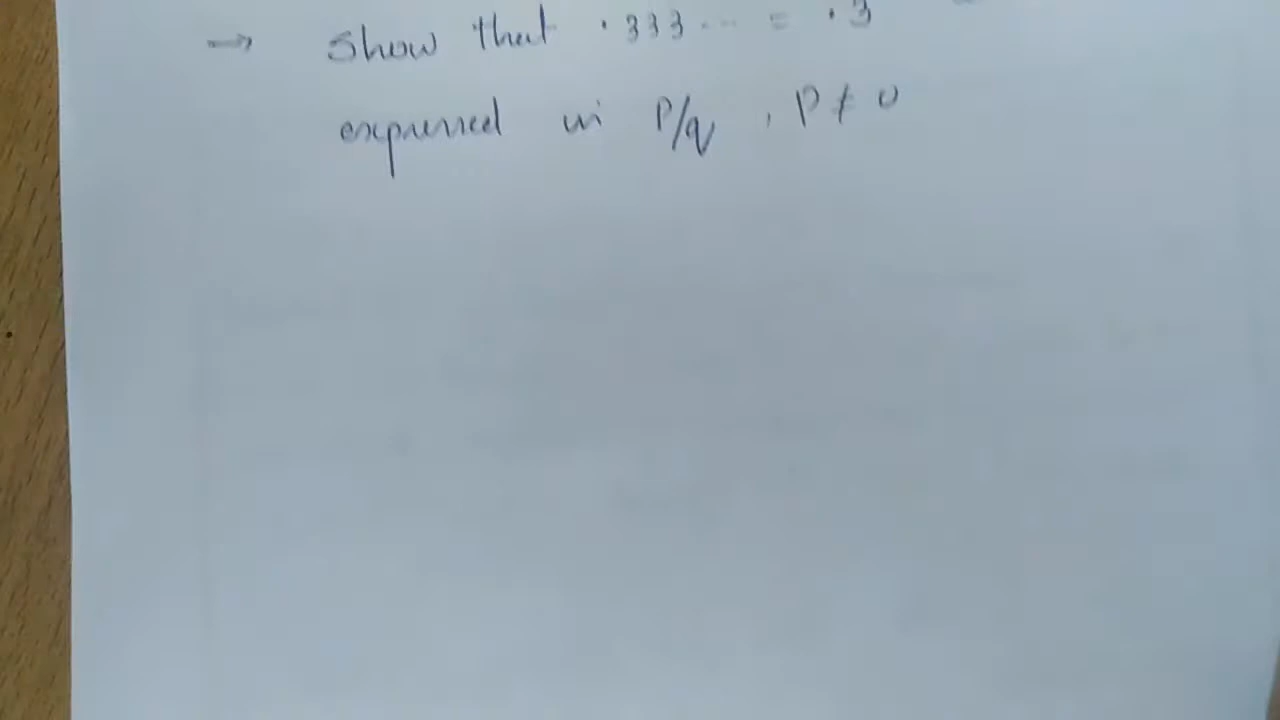 → Show that .333... = .3
expressed in P/q , P ≠ 0